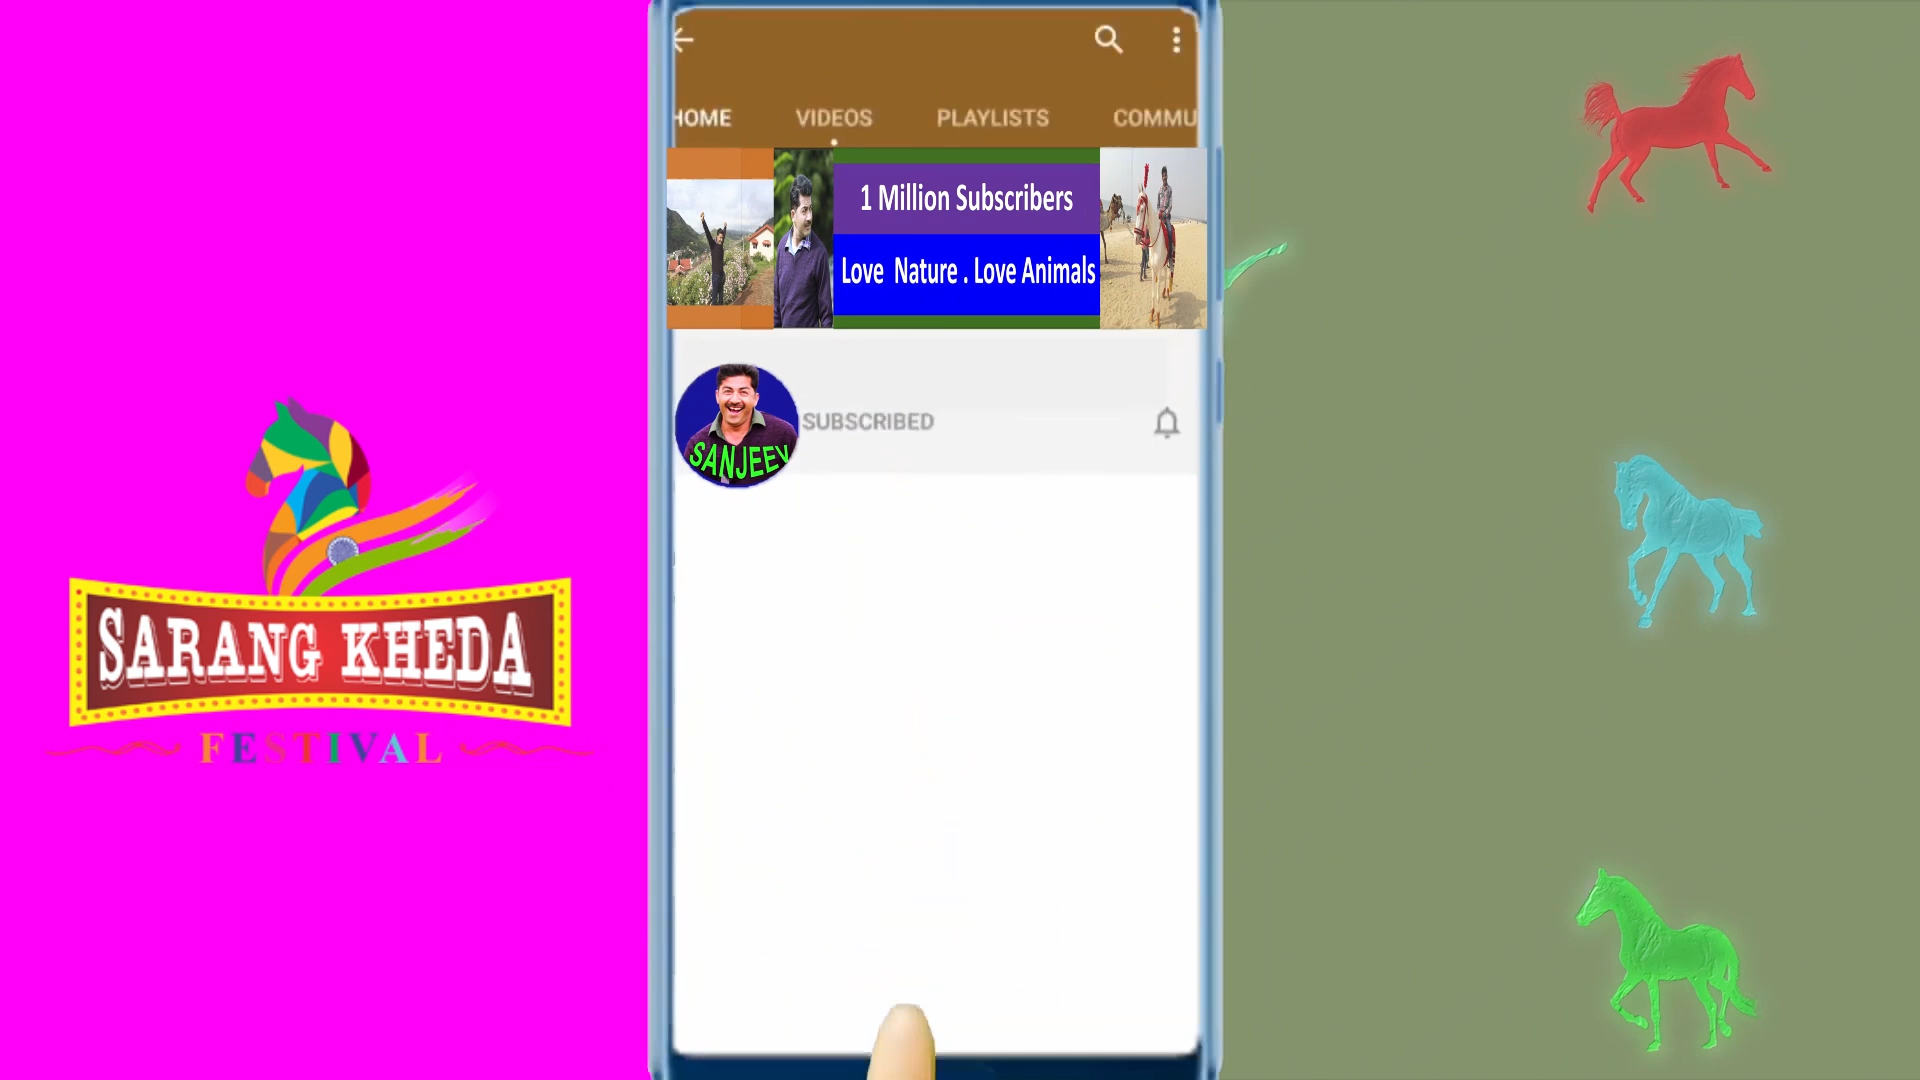 HOME VIDEOS PLAYLISTS COMMU
1 Million Subscribers
Love Nature . Love Animals
SANJEEV
SUBSCRIBED
SARANG KHEDA
FESTIVAL